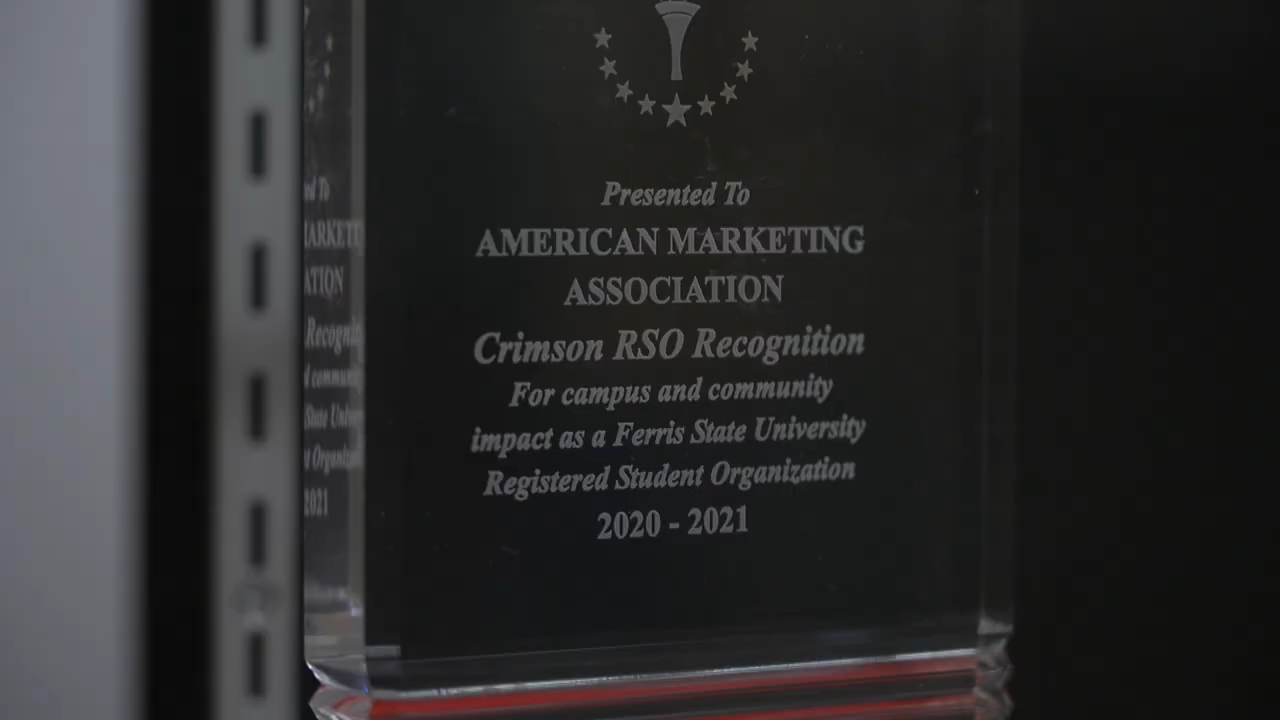 Presented To
AMERICAN MARKETING
ASSOCIATION
Crimson RSO Recognition
For campus and community
impact as a Ferris State University
Registered Student Organization
2020 - 2021